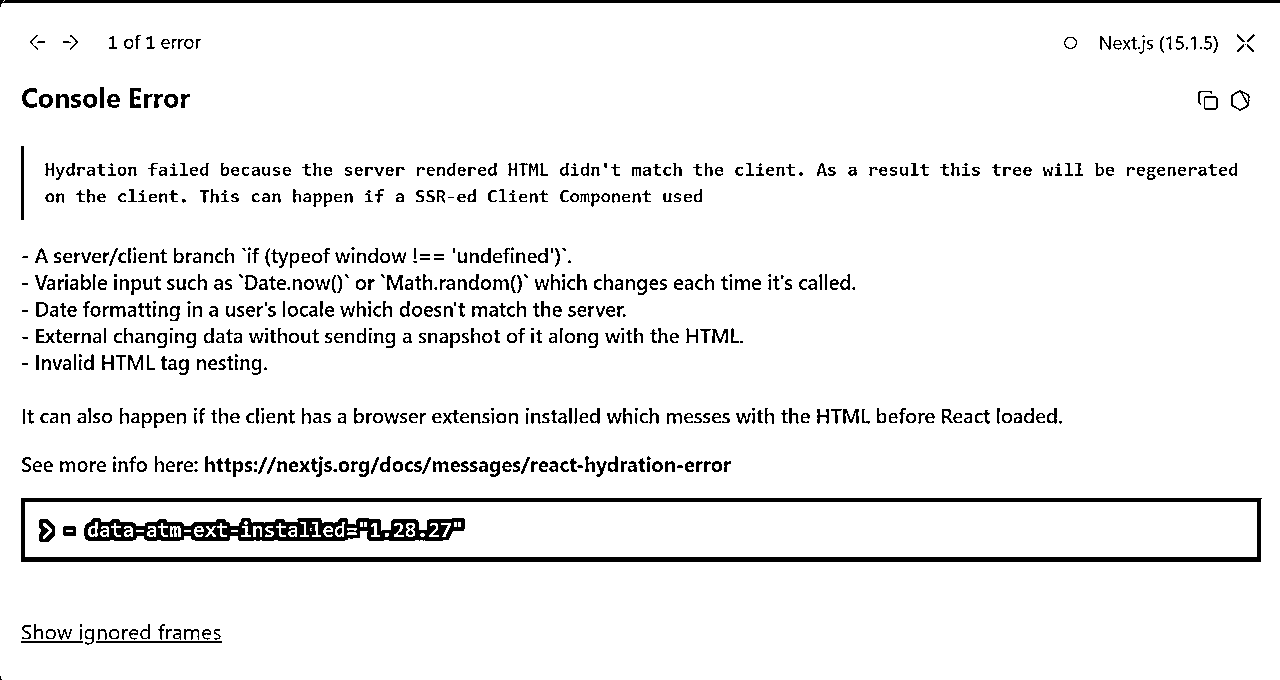 1 of 1 error
Next.js (15.1.5)
Console Error
Hydration failed because the server rendered HTML didn't match the client. As a result this tree will be regenerated
on the client. This can happen if a SSR-ed Client Component used
- A server/client branch `if (typeof window !== 'undefined')`.
- Variable input such as `Date.now()` or `Math.random()` which changes each time it's called.
- Date formatting in a user's locale which doesn't match the server.
- External changing data without sending a snapshot of it along with the HTML.
- Invalid HTML tag nesting.
It can also happen if the client has a browser extension installed which messes with the HTML before React loaded.
See more info here: https://nextjs.org/docs/messages/react-hydration-error
> - data-atm-ext-installed="1.28.27"
Show ignored frames